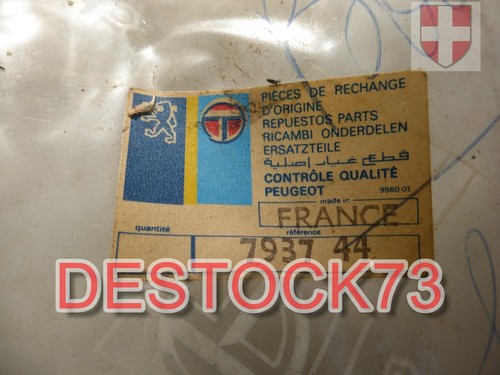 PIÈCES DE RECHANGE
D'ORIGINE
REPUESTOS PARTS
RICAMBI ONDERDELEN
ERSATZTEILE
قطع غيار أصلية
CONTRÔLE QUALITÉ
PEUGEOT 9560 01
made in:
FRANCE
quantité référence
7937 44
DESTOCK73